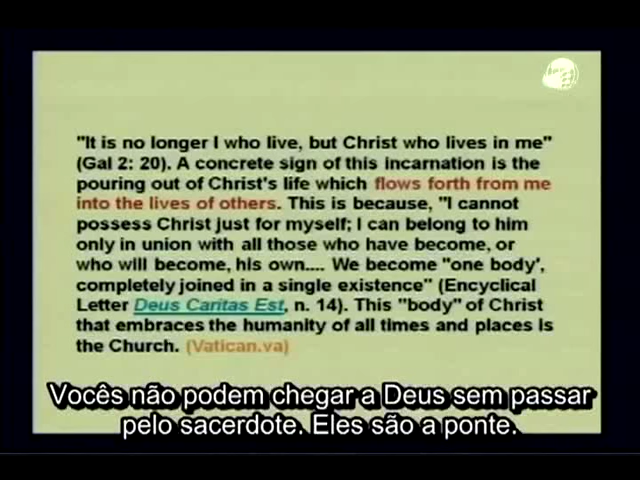 "It is no longer I who live, but Christ who lives in me"
(Gal 2: 20). A concrete sign of this incarnation is the
pouring out of Christ's life which flows forth from me
into the lives of others. This is because, "I cannot
possess Christ just for myself; I can belong to him
only in union with all those who have become, or
who will become, his own.... We become "one body',
completely joined in a single existence" (Encyclical
Letter Deus Caritas Est, n. 14). This "body" of Christ
that embraces the humanity of all times and places is
the Church. (Vatican.va)
Vocês não podem chegar a Deus sem passar
pelo sacerdote. Eles são a ponte.